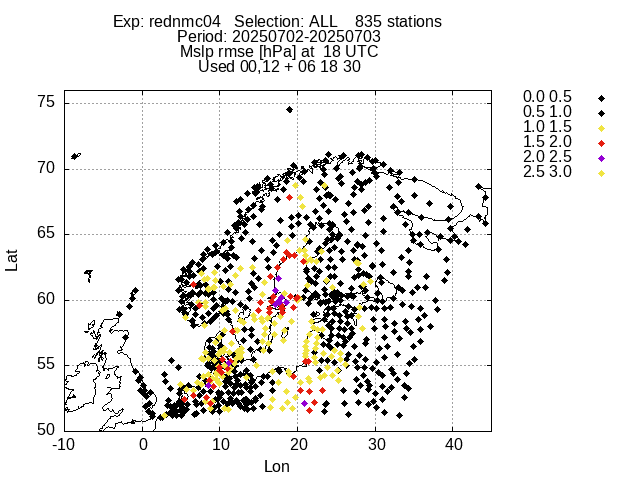 Exp: rednmc04   Selection: ALL    835 stations
Period: 20250702-20250703
Mslp rmse [hPa] at  18 UTC
Used 00,12 + 06 18 30
0.0 0.5
0.5 1.0
1.0 1.5
1.5 2.0
2.0 2.5
2.5 3.0
75
70
65
60
55
50
Lat
-10 0 10 20 30 40
Lon